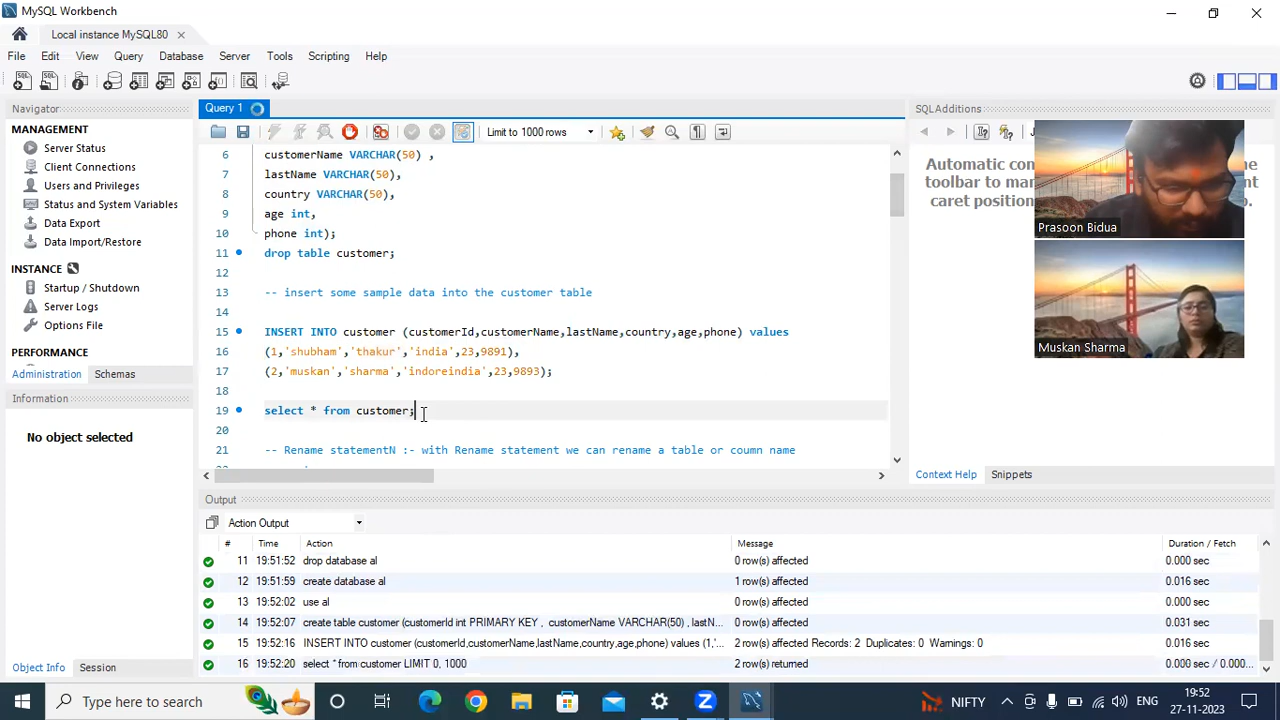 MySQL Workbench
Local instance MySQL80
File Edit View Query Database Server Tools Scripting Help
Navigator
MANAGEMENT
Server Status
Client Connections
Users and Privileges
Status and System Variables
Data Export
Data Import/Restore
INSTANCE
Startup / Shutdown
Server Logs
Options File
PERFORMANCE
Administration Schemas
Information
No object selected
Object Info Session
Query 1
Limit to 1000 rows
6 customerName VARCHAR(50) ,
7 lastName VARCHAR(50),
8 country VARCHAR(50),
9 age int,
10 phone int);
11 drop table customer;
12
13 -- insert some sample data into the customer table
14
15 INSERT INTO customer (customerId,customerName,lastName,country,age,phone) values
16 (1,'shubham','thakur','india',23,9891),
17 (2,'muskan','sharma','indoreindia',23,9893);
18
19 select * from customer;
20
21 -- Rename statementN :- with Rename statement we can rename a table or coumn name
SQLAdditions
Automatic con
toolbar to mar
caret position
Prasoon Bidua
Muskan Sharma
Context Help Snippets
Output
Action Output
# Time Action Message Duration / Fetch
11 19:51:52 drop database al 0 row(s) affected 0.000 sec
12 19:51:59 create database al 1 row(s) affected 0.016 sec
13 19:52:02 use al 0 row(s) affected 0.000 sec
14 19:52:07 create table customer (customerId int PRIMARY KEY , customerName VARCHAR(50) , lastN... 0 row(s) affected 0.031 sec
15 19:52:16 INSERT INTO customer (customerId,customerName,lastName,country,age,phone) values (1,'... 2 row(s) affected Records: 2 Duplicates: 0 Warnings: 0 0.016 sec
16 19:52:20 select * from customer LIMIT 0, 1000 2 row(s) returned 0.000 sec / 0.000...
Type here to search
NIFTY
ENG
19:52
27-11-2023